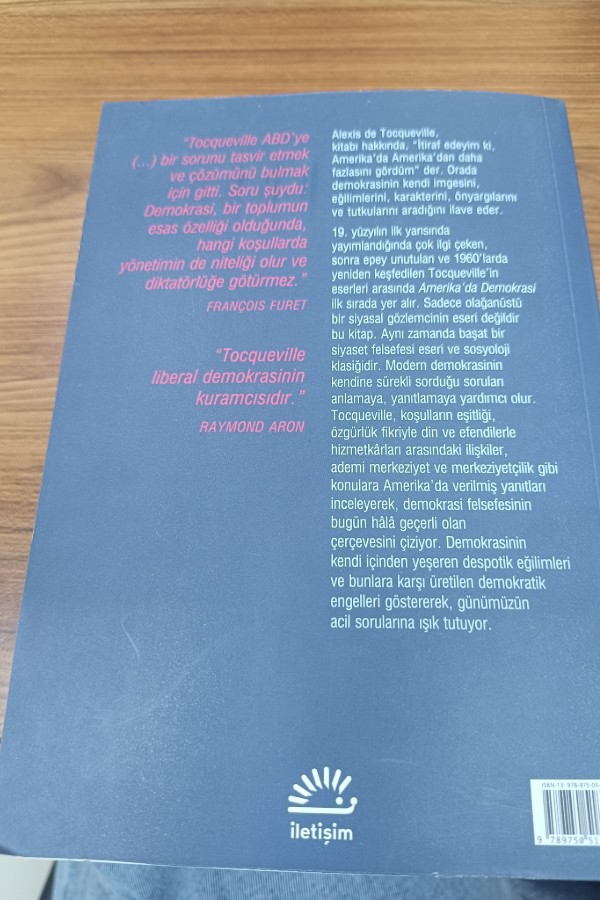 "Tocqueville ABD'ye
(...) bir sorunu tasvir etmek
ve çözümünü bulmak
için gitti. Soru şuydu:
Demokrasi, bir toplumun
esas özelliği olduğunda,
hangi koşullarda
yönetimin de niteliği olur ve
diktatörlüğe götürmez."
FRANÇOIS FURET
"Tocqueville
liberal demokrasinin
kuramcısıdır."
RAYMOND ARON
Alexis de Tocqueville,
kitabı hakkında, "İtiraf edeyim ki,
Amerika'da Amerika'dan daha
fazlasını gördüm" der. Orada
demokrasinin kendi imgesini,
eğilimlerini, karakterini, önyargılarını
ve tutkularını aradığını ilave eder.
19. yüzyılın ilk yarısında
yayımlandığında çok ilgi çeken,
sonra epey unutulan ve 1960'larda
yeniden keşfedilen Tocqueville'in
eserleri arasında Amerika'da Demokrasi
ilk sırada yer alır. Sadece olağanüstü
bir siyasal gözlemcinin eseri değildir
bu kitap. Aynı zamanda başat bir
siyaset felsefesi eseri ve sosyoloji
klasiğidir. Modern demokrasinin
kendine sürekli sorduğu soruları
anlamaya, yanıtlamaya yardımcı olur.
Tocqueville, koşulların eşitliği,
özgürlük fikriyle din ve efendilerle
hizmetkârları arasındaki ilişkiler,
ademi merkeziyet ve merkeziyetçilik gibi
konulara Amerika'da verilmiş yanıtları
inceleyerek, demokrasi felsefesinin
bugün hâlâ geçerli olan
çerçevesini çiziyor. Demokrasinin
kendi içinden yeşeren despotik eğilimleri
ve bunlara karşı üretilen demokratik
engelleri göstererek, günümüzün
acil sorularına ışık tutuyor.
iletişim
ISBN-13: 978-975-05-
9 789750 51